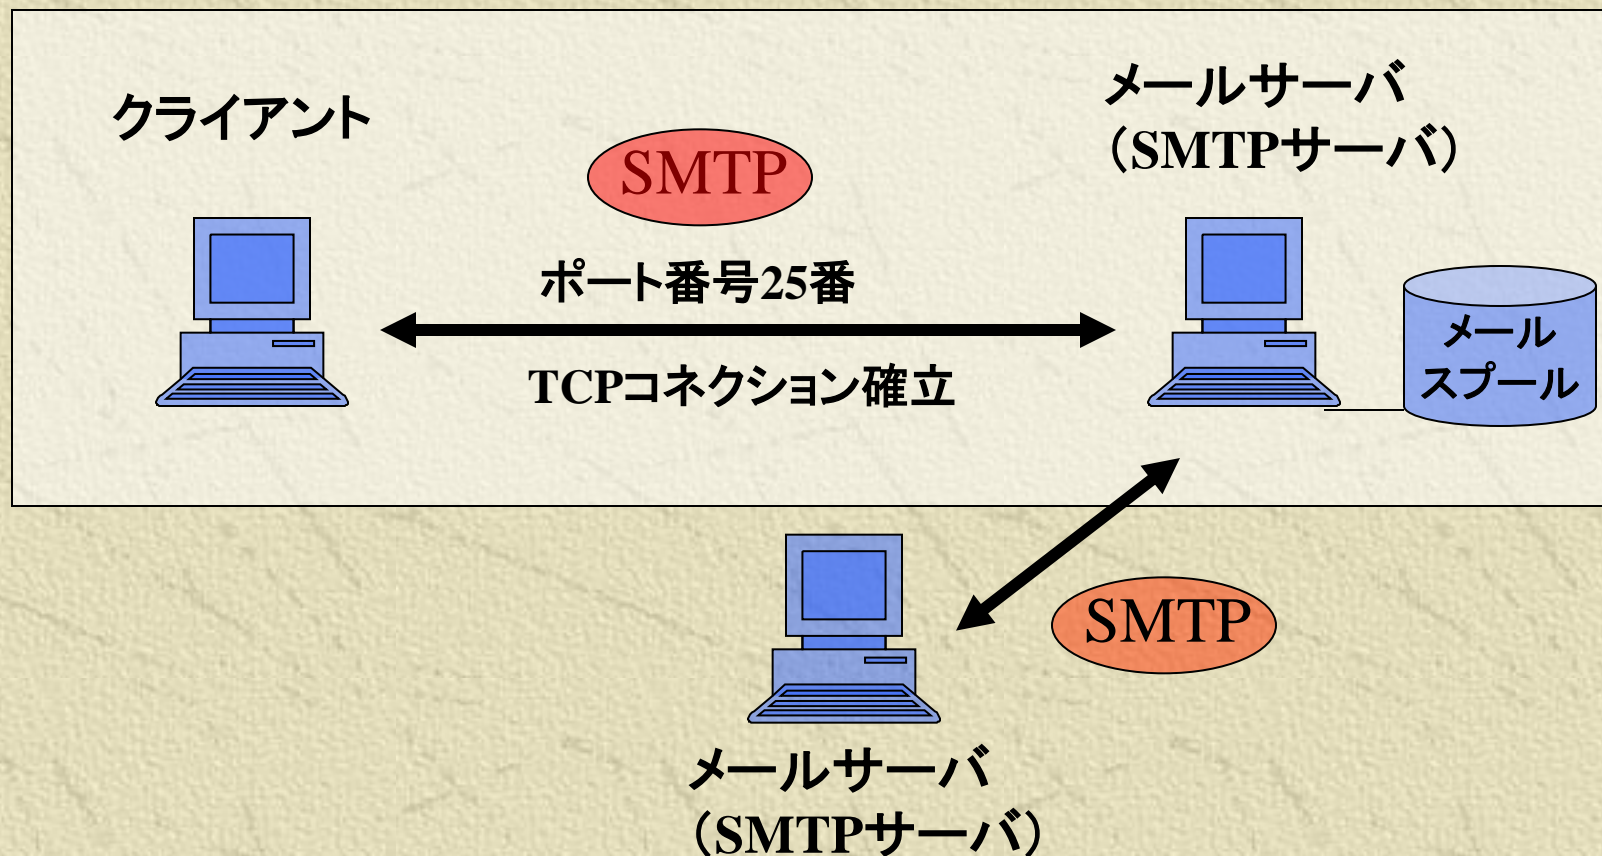 クライアント
メールサーバ
（SMTPサーバ）
SMTP
ポート番号25番
TCPコネクション確立
メール
スプール
SMTP
メールサーバ
（SMTPサーバ）